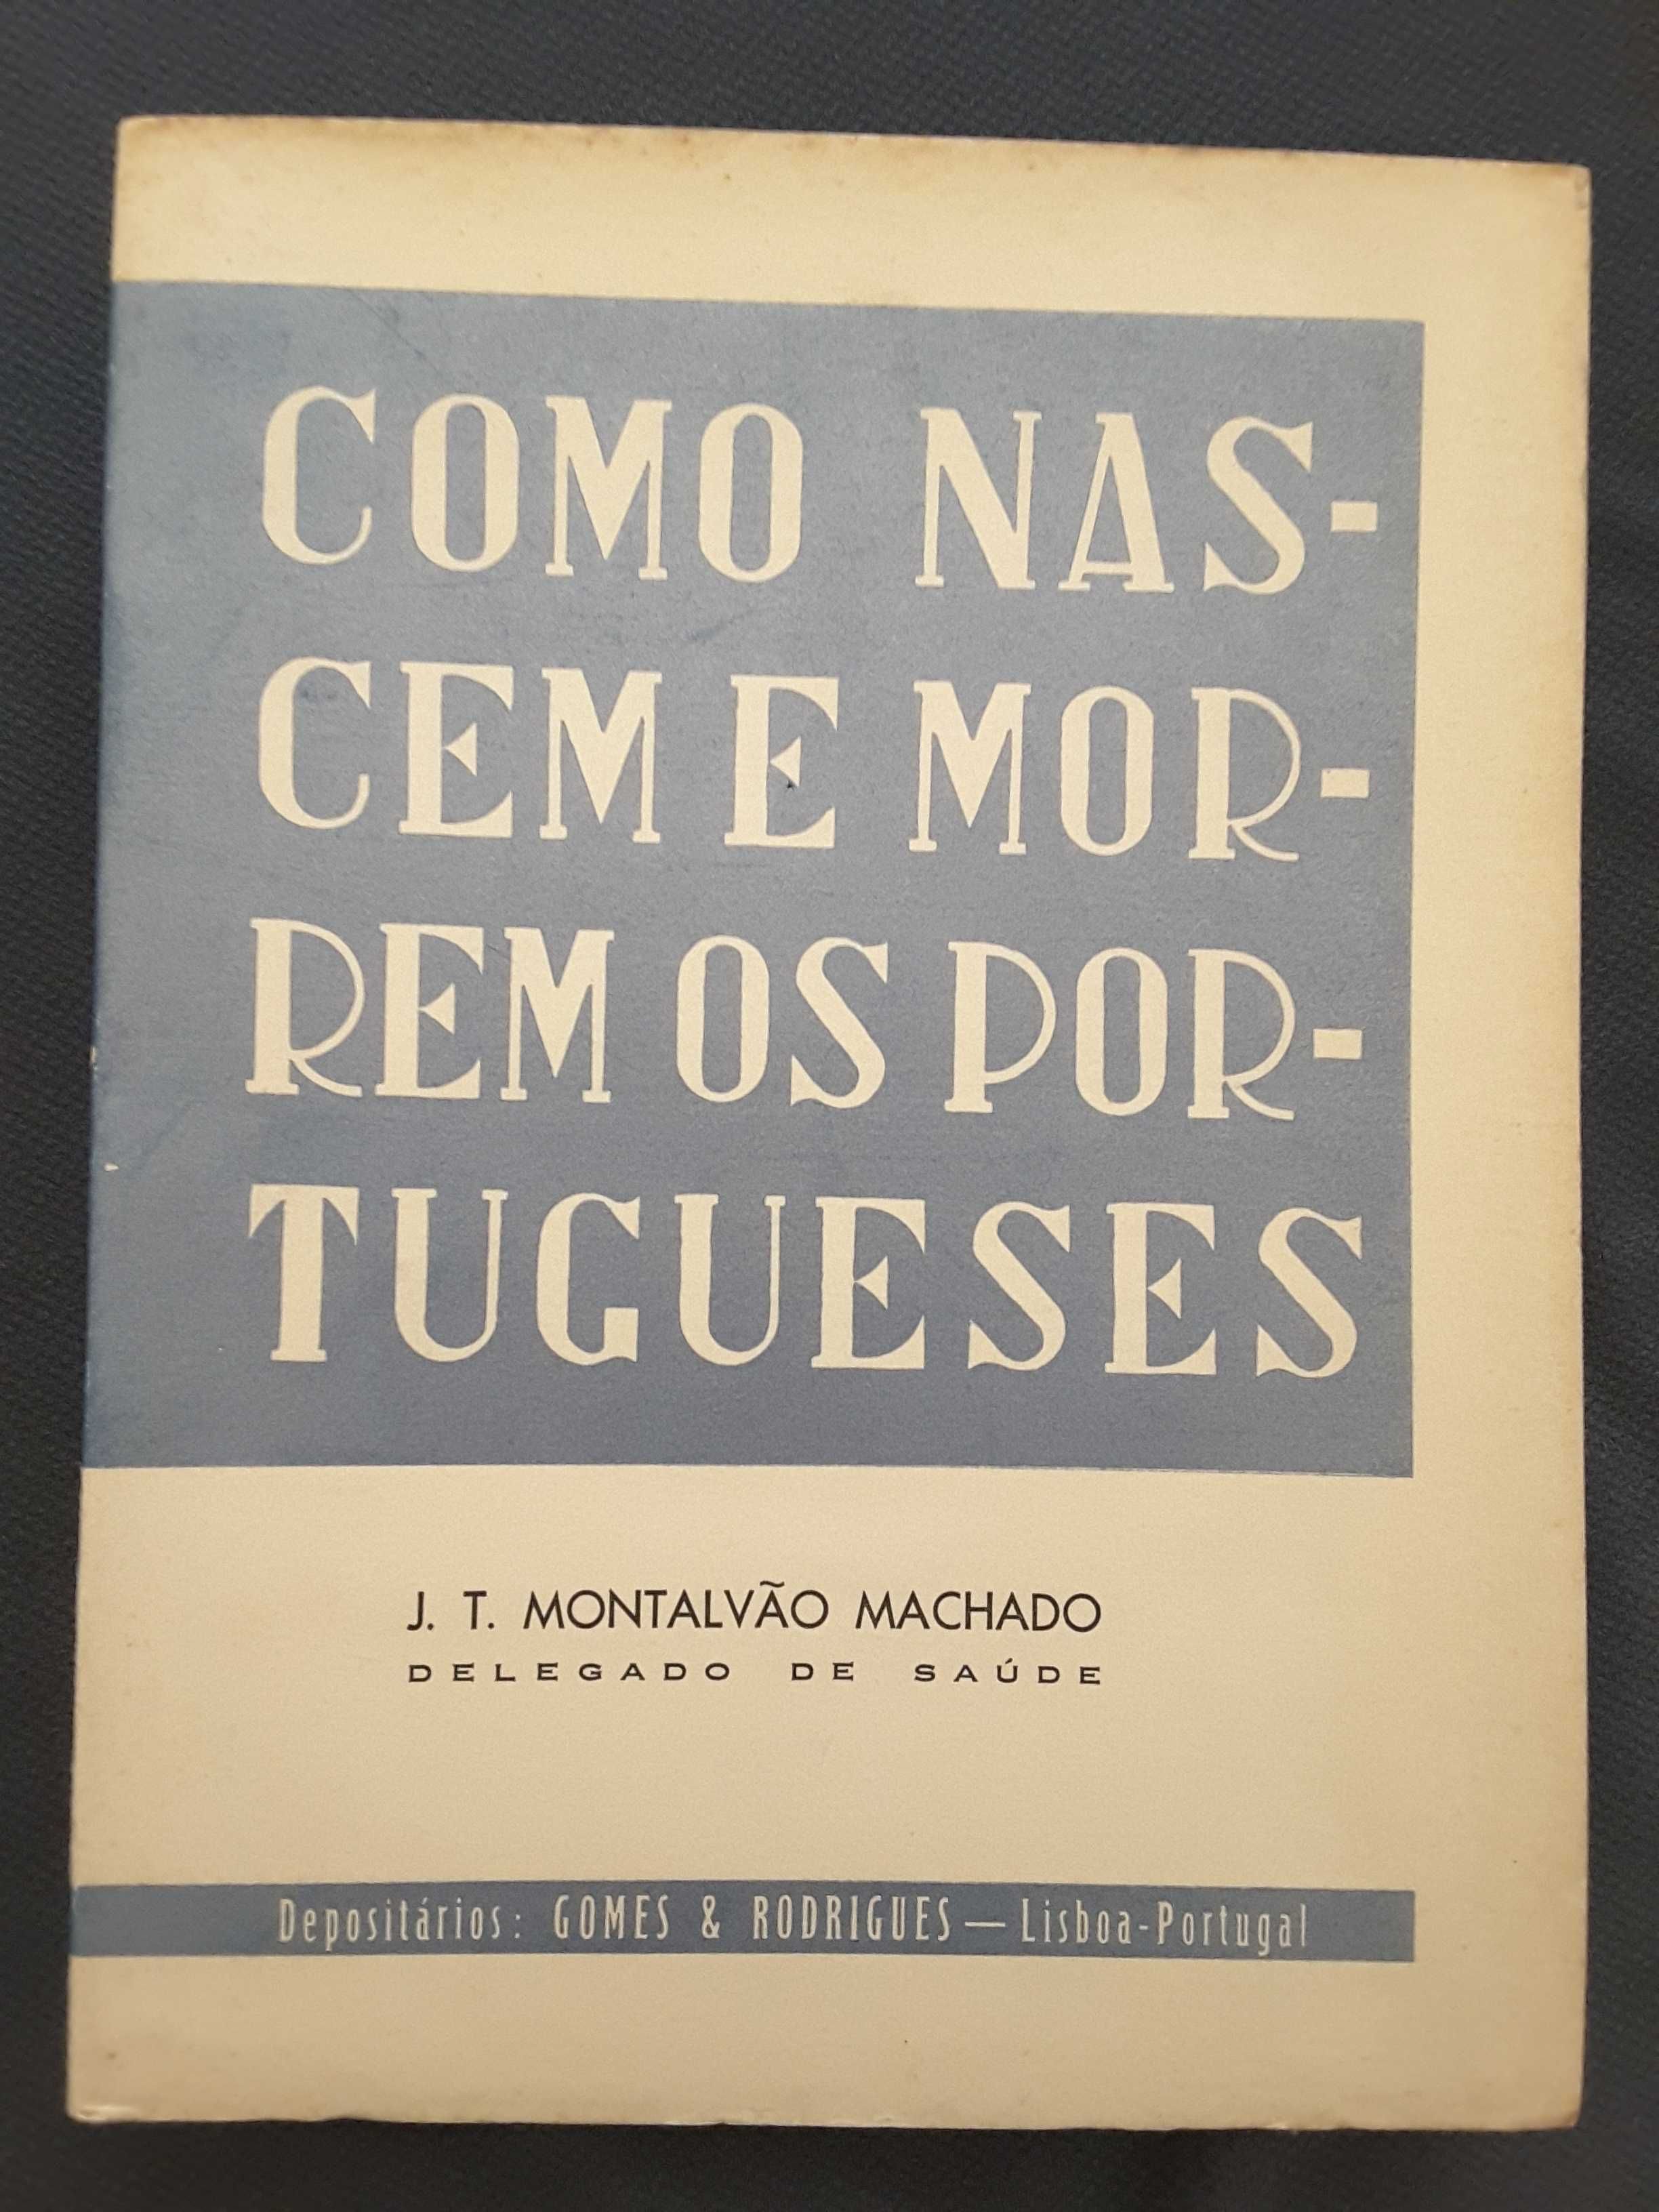 COMO NAS-
CEM E MOR-
REM OS POR-
TUGUESES
J. T. MONTALVÃO MACHADO
DELEGADO DE SAÚDE
Depositários: GOMES & RODRIGUES — Lisboa-Portugal